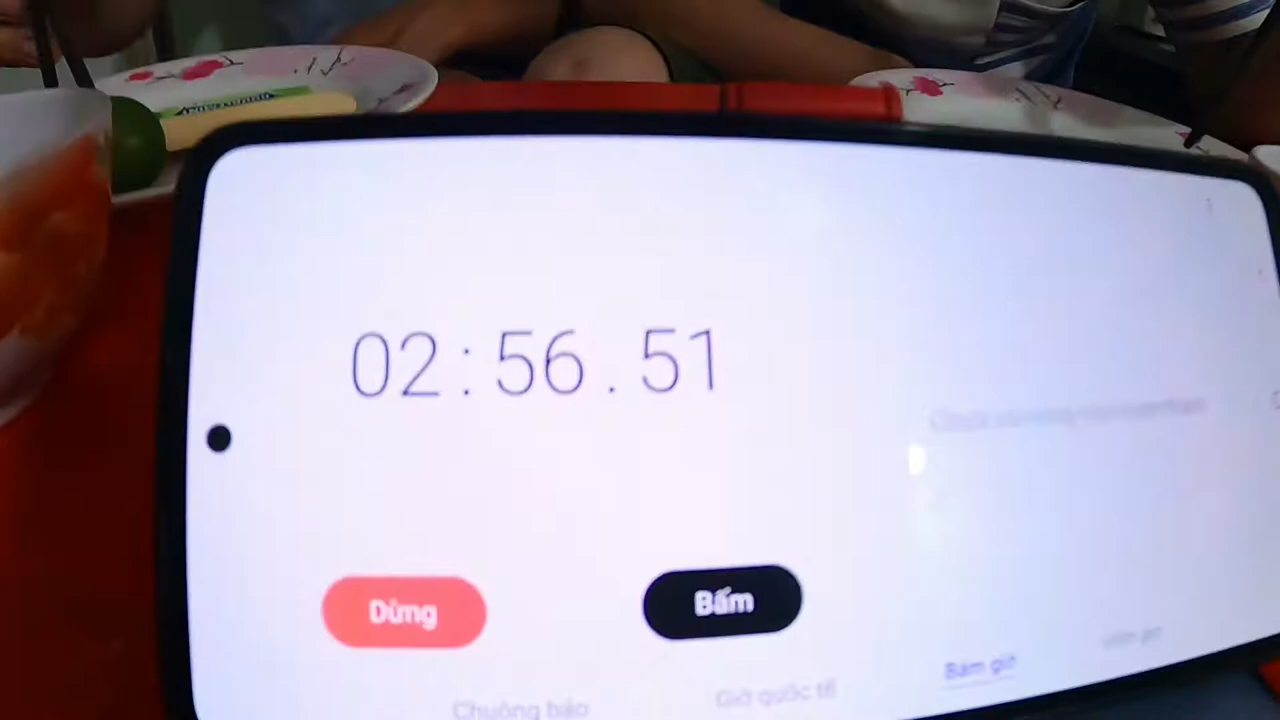 02:56.51
Dừng
Bấm
Chuông báo
Giờ quốc tế
Bấm giờ